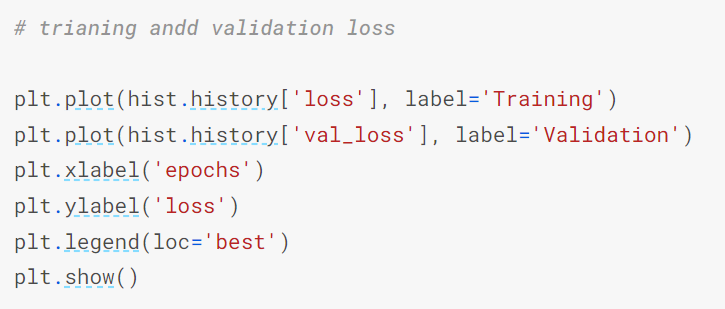 # trianing andd validation loss
plt.plot(hist.history['loss'], label='Training')
plt.plot(hist.history['val_loss'], label='Validation')
plt.xlabel('epochs')
plt.ylabel('loss')
plt.legend(loc='best')
plt.show()